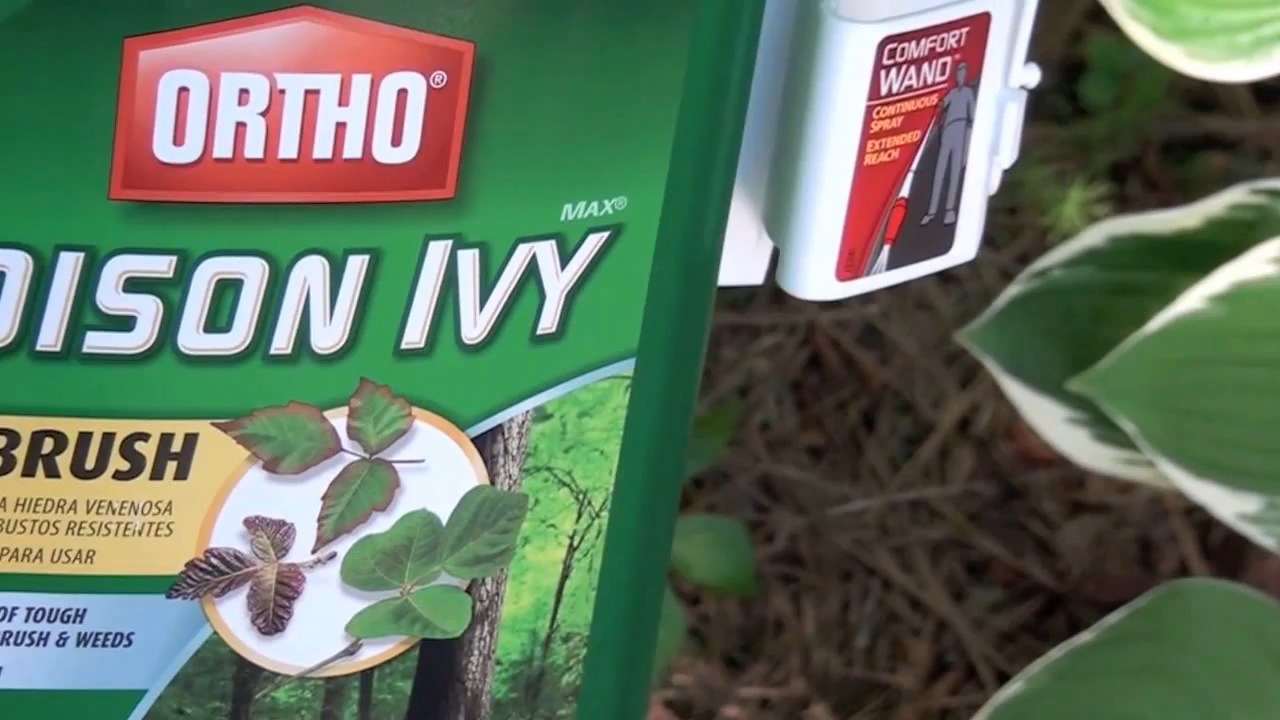 ORTHO®
MAX®
OISON IVY
BRUSH
A HIEDRA VENENOSA
BUSTOS RESISTENTES
PARA USAR
OF TOUGH
RUSH & WEEDS
COMFORT
WAND™
CONTINUOUS
SPRAY
EXTENDED
REACH